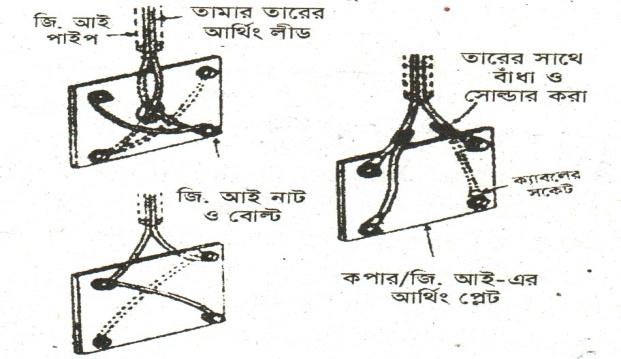 জি. আই
পাইপ
তামার তারের
আর্থিং লীড
তারের সাথে
বাঁধা ও
সোল্ডার করা
ক্যাবলের
সকেট
জি. আই নাট
ও বোল্ট
কপার/জি. আই-এর
আর্থিং প্লেট